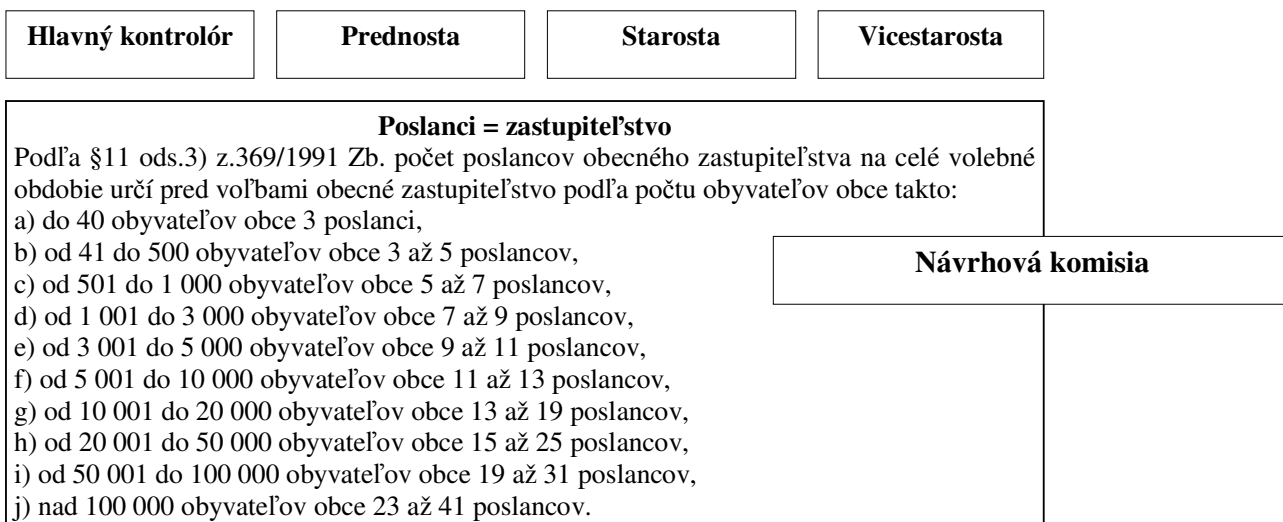 Hlavný kontrolór
Prednosta
Starosta
Vicestarosta
Poslanci = zastupiteľstvo
Podľa §11 ods.3) z.369/1991 Zb. počet poslancov obecného zastupiteľstva na celé volebné
obdobie určí pred voľbami obecné zastupiteľstvo podľa počtu obyvateľov obce takto:
a) do 40 obyvateľov obce 3 poslanci,
b) od 41 do 500 obyvateľov obce 3 až 5 poslancov,
c) od 501 do 1 000 obyvateľov obce 5 až 7 poslancov,
d) od 1 001 do 3 000 obyvateľov obce 7 až 9 poslancov,
e) od 3 001 do 5 000 obyvateľov obce 9 až 11 poslancov,
f) od 5 001 do 10 000 obyvateľov obce 11 až 13 poslancov,
g) od 10 001 do 20 000 obyvateľov obce 13 až 19 poslancov,
h) od 20 001 do 50 000 obyvateľov obce 15 až 25 poslancov,
i) od 50 001 do 100 000 obyvateľov obce 19 až 31 poslancov,
j) nad 100 000 obyvateľov obce 23 až 41 poslancov.
Návrhová komisia